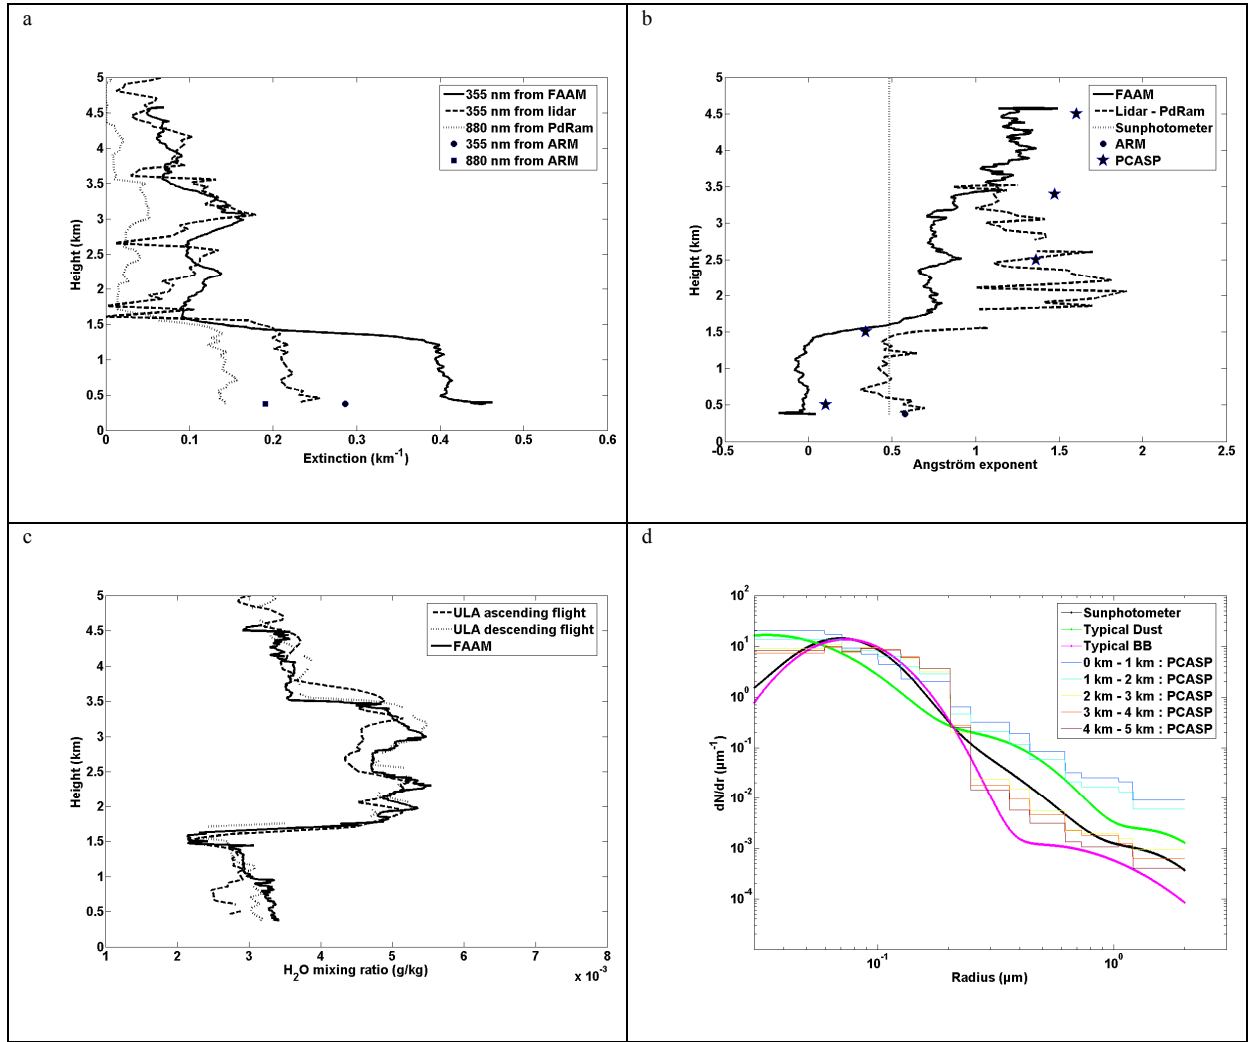 a
5
4.5
4
3.5
3
2.5
2
1.5
1
0.5
0
Height (km)
355 nm from FAAM
355 nm from lidar
880 nm from PdRam
355 nm from ARM
880 nm from ARM
0 0.1 0.2 0.3 0.4 0.5 0.6
Extinction (km-1)
b
5
4.5
4
3.5
3
2.5
2
1.5
1
0.5
0
Height (km)
FAAM
Lidar - PdRam
Sunphotometer
ARM
PCASP
-0.5 0 0.5 1 1.5 2 2.5
Angström exponent
c
5
4.5
4
3.5
3
2.5
2
1.5
1
0.5
0
Height (km)
ULA ascending flight
ULA descending flight
FAAM
1 2 3 4 5 6 7 8
H2O mixing ratio (g/kg)
x 10-3
d
10^2
10^1
10^0
10^-1
10^-2
10^-3
10^-4
dN/dr (µm-1)
Sunphotometer
Typical Dust
Typical BB
0 km - 1 km : PCASP
1 km - 2 km : PCASP
2 km - 3 km : PCASP
3 km - 4 km : PCASP
4 km - 5 km : PCASP
10^-1 10^0
Radius (µm)